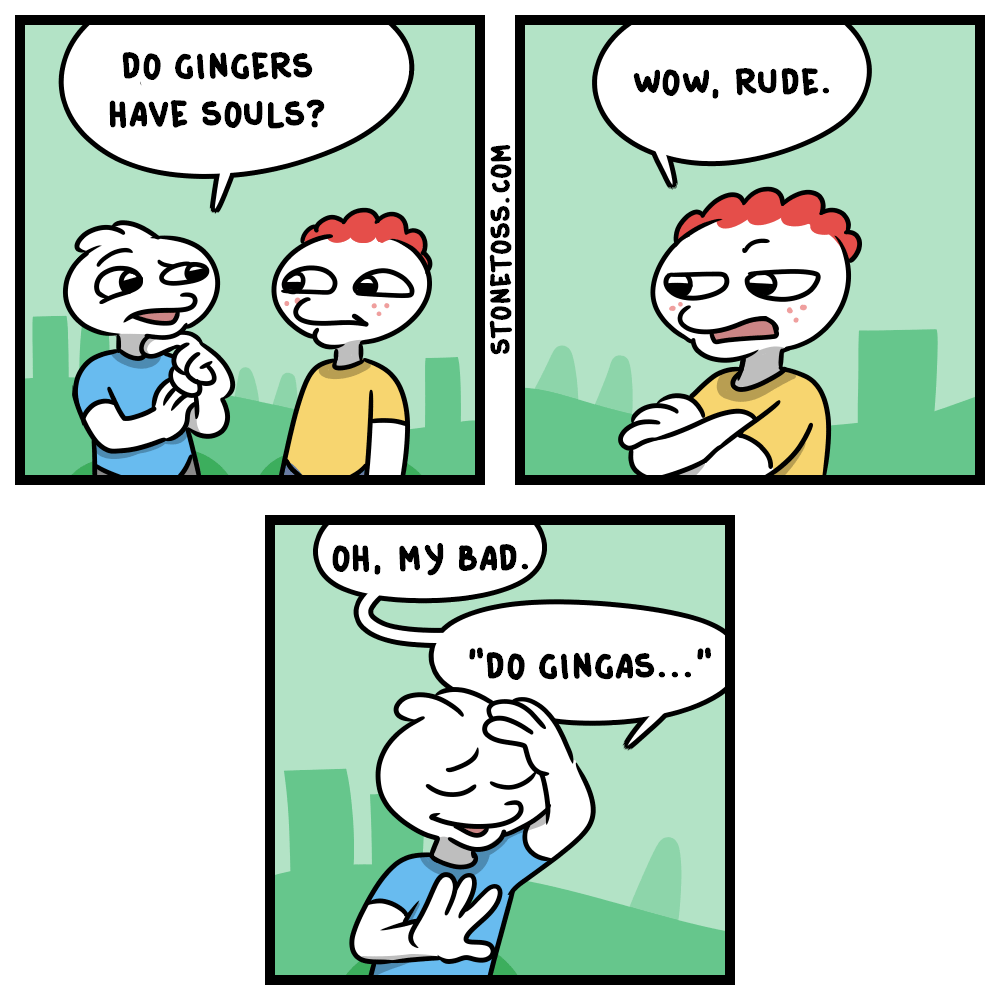 DO GINGERS
HAVE SOULS?
STONETOSS.COM
WOW, RUDE.
OH, MY BAD.
"DO GINGAS..."